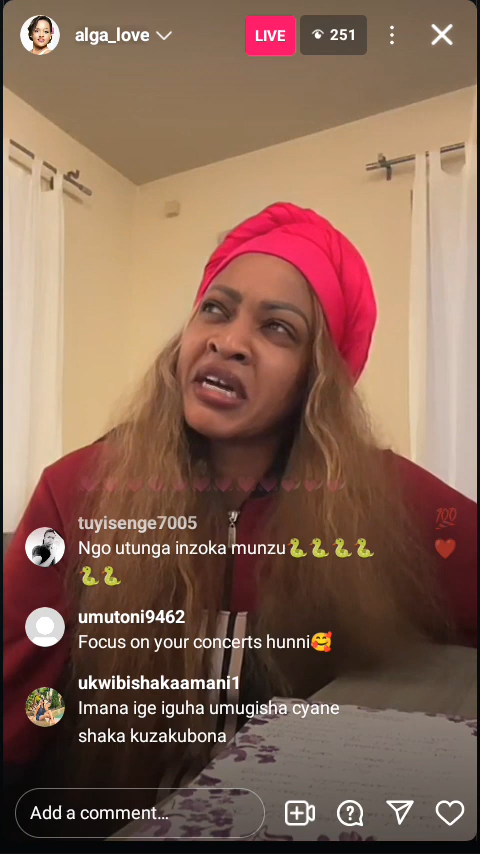 alga_love
LIVE
251
💯
tuyisenge7005
Ngo utunga inzoka munzu🐍🐍🐍🐍
🐍🐍
umutoni9462
Focus on your concerts hunni🥰
ukwibishakaamani1
Imana ige iguha umugisha cyane
shaka kuzakubona
Add a comment...